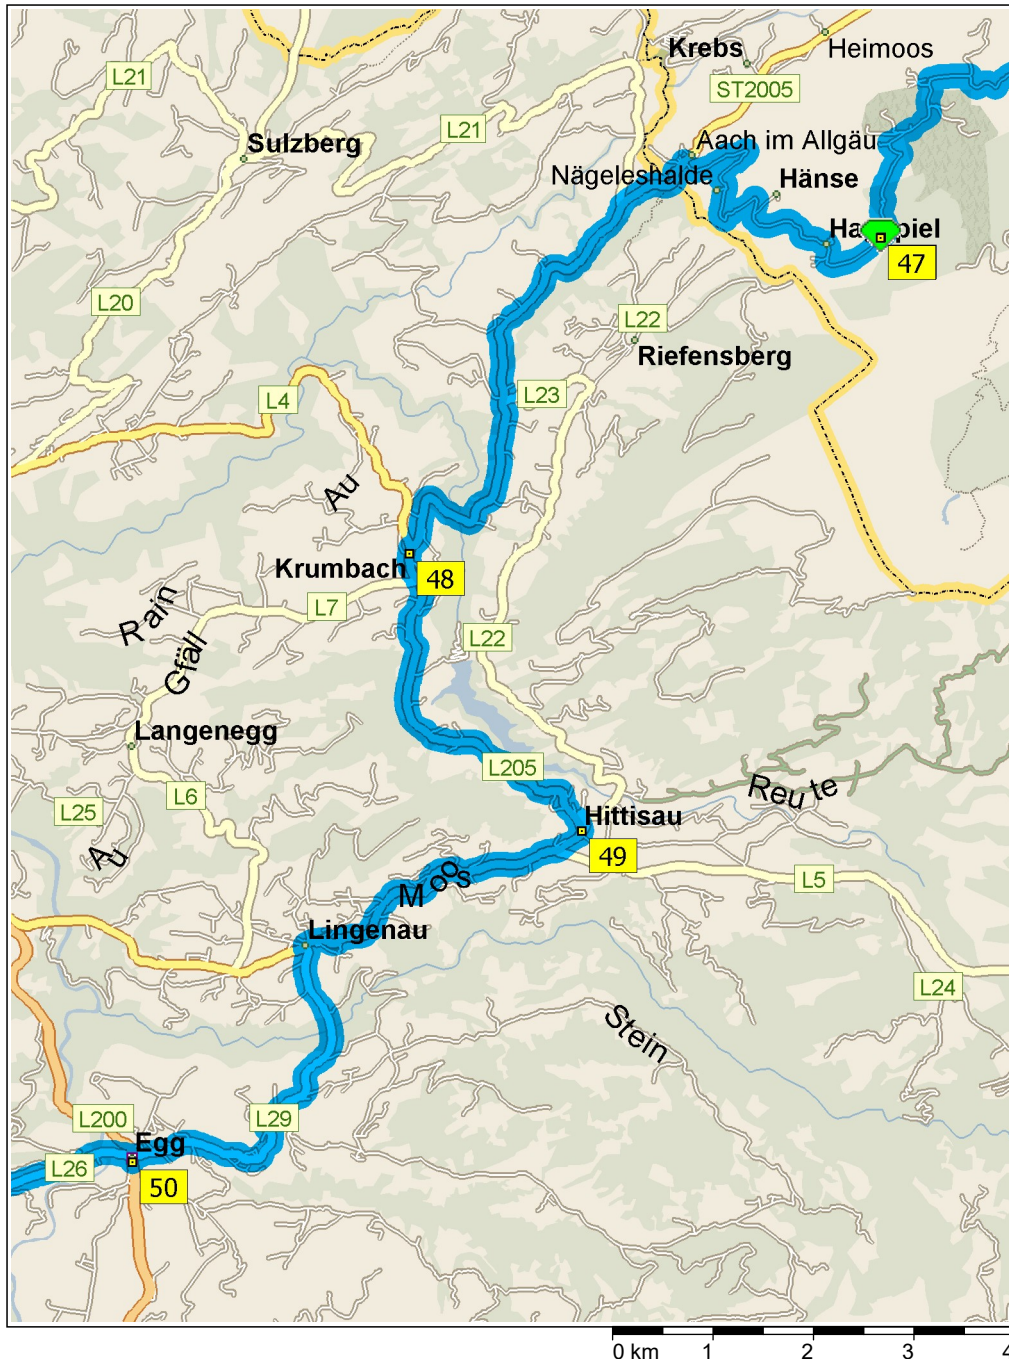 Krebs
Heimoos
L21
ST2005
L21
Sulzberg
Aach im Allgäu
Nägeleshalde
Hänse
47
L20
L22
Riefensberg
L23
L4
Au
Krumbach
48
L7
Rain
Gfäll
L22
Langenegg
L205
L6
L25
Reute
Hittisau
Au
49
Moos
L5
Lingenau
L24
Stein
L200
L29
Egg
L26
50
0 km 1 2 3 4